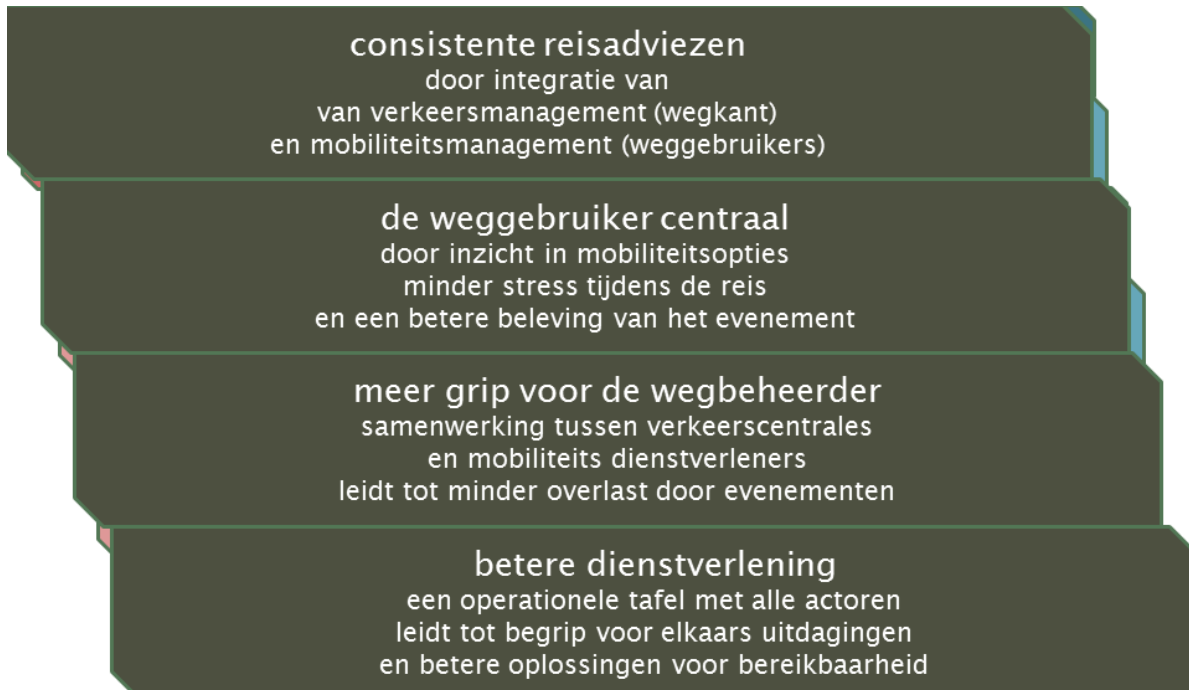 consistente reisadviezen
door integratie van
van verkeersmanagement (wegkant)
en mobiliteitsmanagement (weggebruikers)
de weggebruiker centraal
door inzicht in mobiliteitsopties
minder stress tijdens de reis
en een betere beleving van het evenement
meer grip voor de wegbeheerder
samenwerking tussen verkeerscentrales
en mobiliteits dienstverleners
leidt tot minder overlast door evenementen
betere dienstverlening
een operationele tafel met alle actoren
leidt tot begrip voor elkaars uitdagingen
en betere oplossingen voor bereikbaarheid